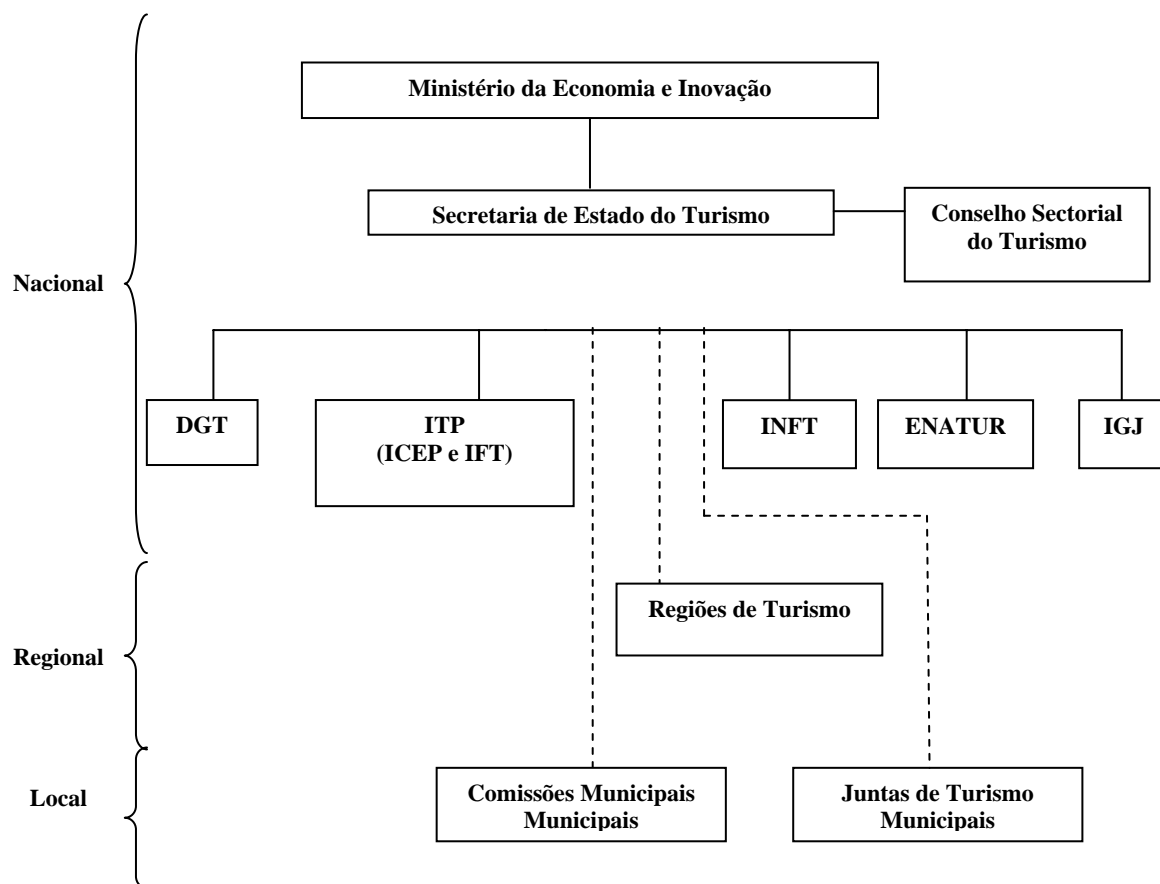 Ministério da Economia e Inovação
Secretaria de Estado do Turismo
Conselho Sectorial
do Turismo
Nacional
DGT
ITP
(ICEP e IFT)
INFT
ENATUR
IGJ
Regiões de Turismo
Regional
Comissões Municipais
Municipais
Juntas de Turismo
Municipais
Local